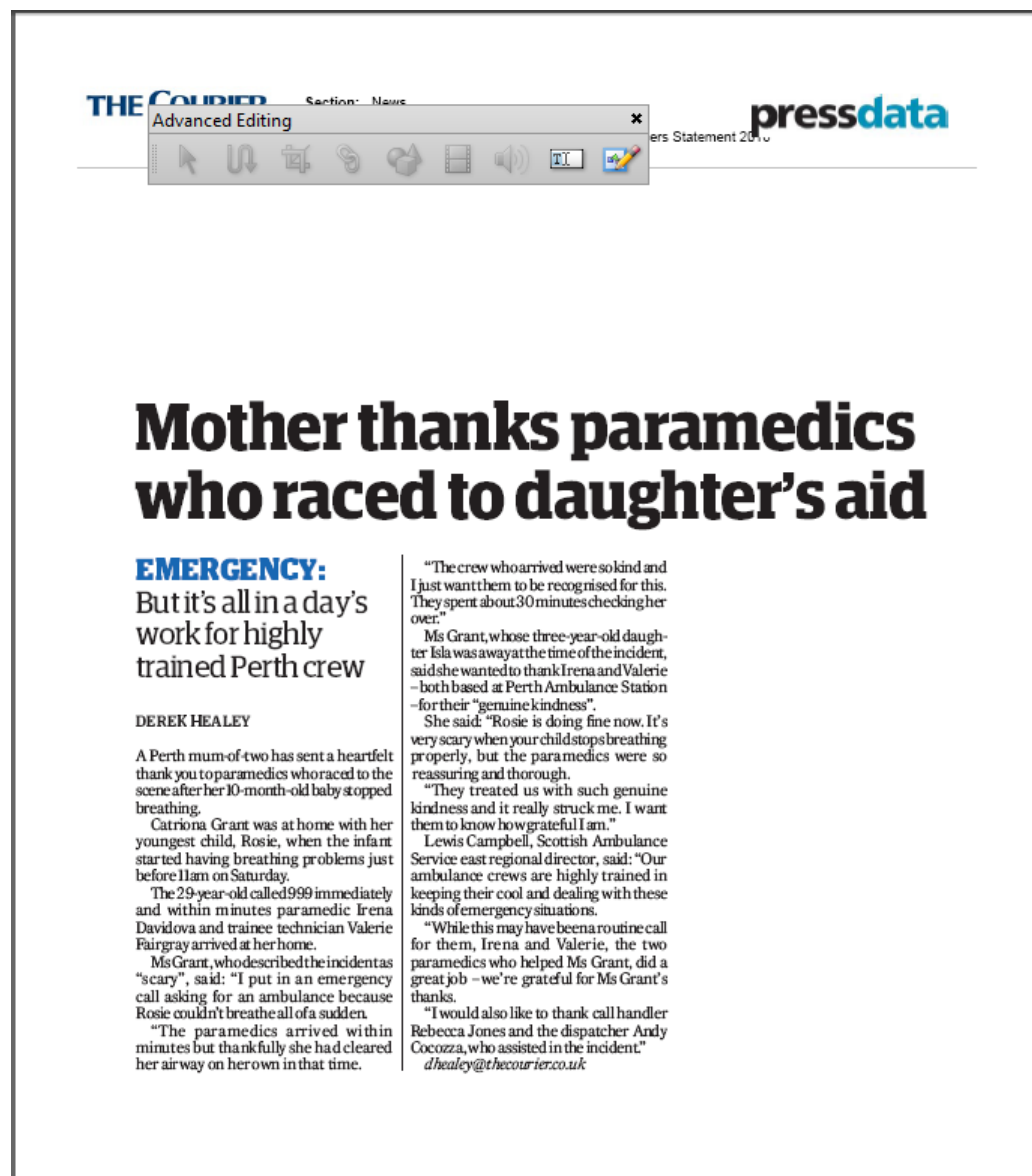 THE COURIER
Section: News
pressdata
Advanced Editing
ers Statement 20
Mother thanks paramedics
who raced to daughter's aid
EMERGENCY:
But it's all in a day's
work for highly
trained Perth crew
DEREK HEALEY
A Perth mum-of-two has sent a heartfelt
thank you to paramedics who raced to the
scene after her 10-month-old baby stopped
breathing.
Catriona Grant was at home with her
youngest child, Rosie, when the infant
started having breathing problems just
before 11am on Saturday.
The 29-year-old called 999 immediately
and within minutes paramedic Irena
Davidova and trainee technician Valerie
Fairgray arrived at her home.
Ms Grant, who described the incident as
"scary", said: "I put in an emergency
call asking for an ambulance because
Rosie couldn't breathe all of a sudden.
"The paramedics arrived within
minutes but thankfully she had cleared
her airway on her own in that time.
"The crew who arrived were so kind and
I just want them to be recognised for this.
They spent about 30 minutes checking her
over."
Ms Grant, whose three-year-old daugh-
ter Isla was away at the time of the incident,
said she wanted to thank Irena and Valerie
– both based at Perth Ambulance Station
– for their "genuine kindness".
She said: "Rosie is doing fine now. It's
very scary when your child stops breathing
properly, but the paramedics were so
reassuring and thorough.
"They treated us with such genuine
kindness and it really struck me. I want
them to know how grateful I am."
Lewis Campbell, Scottish Ambulance
Service east regional director, said: "Our
ambulance crews are highly trained in
keeping their cool and dealing with these
kinds of emergency situations.
"While this may have been a routine call
for them, Irena and Valerie, the two
paramedics who helped Ms Grant, did a
great job – we're grateful for Ms Grant's
thanks.
"I would also like to thank call handler
Rebecca Jones and the dispatcher Andy
Cocozza, who assisted in the incident."
dhealey@thecourier.co.uk